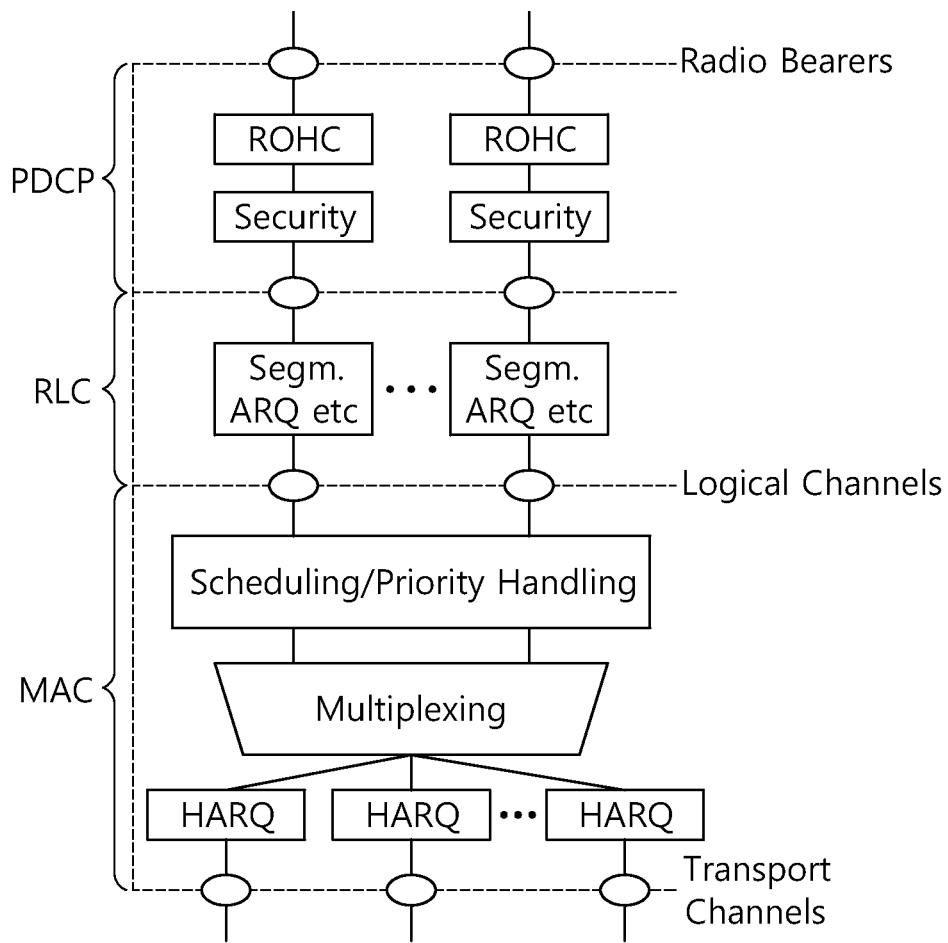 Radio Bearers
ROHC ROHC
PDCP
Security Security
Segm. Segm.
RLC
ARQ etc ARQ etc
Logical Channels
Scheduling/Priority Handling
MAC
Multiplexing
HARQ HARQ HARQ
Transport
Channels